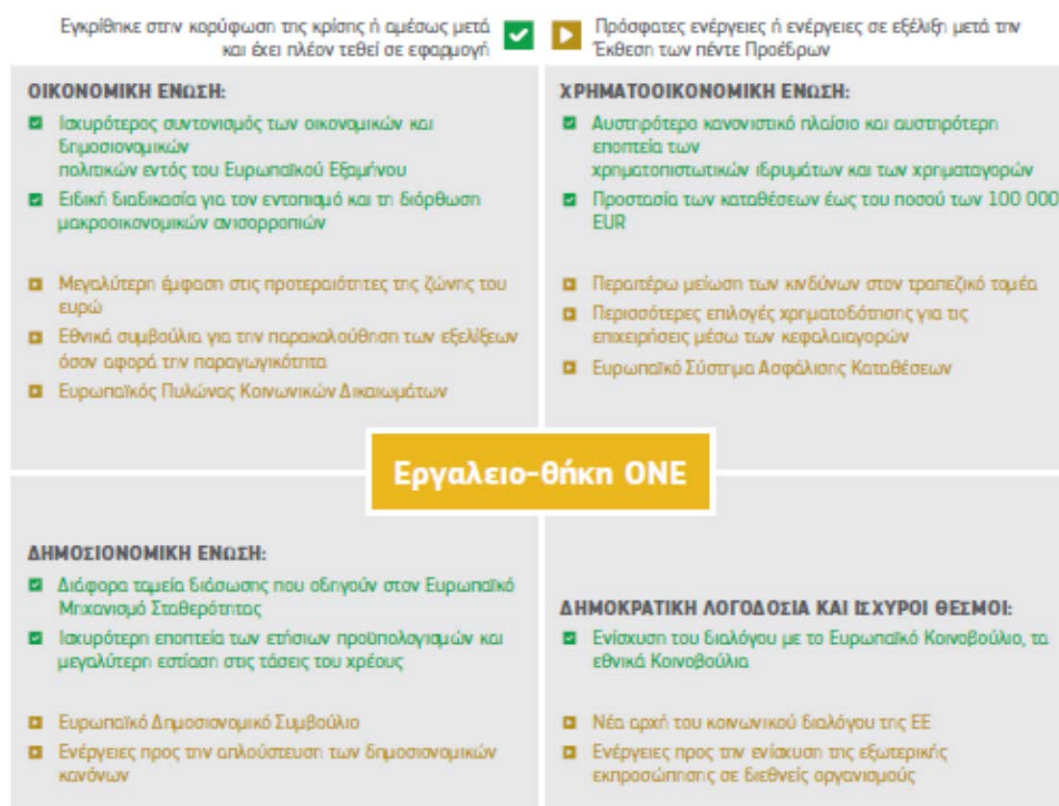 Εγκρίθηκε στην κορύφωση της κρίσης ή αμέσως μετά
και έχει πλέον τεθεί σε εφαρμογή
Πρόσφατες ενέργειες ή ενέργειες σε εξέλιξη μετά την
Έκθεση των πέντε Προέδρων
ΟΙΚΟΝΟΜΙΚΗ ΕΝΩΣΗ:
Ισχυρότερος συντονισμός των οικονομικών και
δημοσιονομικών
πολιτικών εντός του Ευρωπαϊκού Εξαμήνου
Ειδική διαδικασία για τον εντοπισμό και τη διόρθωση
μακροοικονομικών ανισορροπιών
Μεγαλύτερη έμφαση στις προτεραιότητες της ζώνης του
ευρώ
Εθνικά συμβούλια για την παρακολούθηση των εξελίξεων
όσον αφορά την παραγωγικότητα
Ευρωπαϊκός Πυλώνας Κοινωνικών Δικαιωμάτων
ΧΡΗΜΑΤΟΟΙΚΟΝΟΜΙΚΗ ΕΝΩΣΗ:
Αυστηρότερο κανονιστικό πλαίσιο και αυστηρότερη
εποπτεία των
χρηματοπιστωτικών ιδρυμάτων και των χρηματαγορών
Προστασία των καταθέσεων έως του ποσού των 100 000
EUR
Περαιτέρω μείωση των κινδύνων στον τραπεζικό τομέα
Περισσότερες επιλογές χρηματοδότησης για τις
επιχειρήσεις μέσω των κεφαλαιαγορών
Ευρωπαϊκό Σύστημα Ασφάλισης Καταθέσεων
Εργαλειο-θήκη ΟΝΕ
ΔΗΜΟΣΙΟΝΟΜΙΚΗ ΕΝΩΣΗ:
Διάφορα ταμεία διάσωσης που οδηγούν στον Ευρωπαϊκό
Μηχανισμό Σταθερότητας
Ισχυρότερη εποπτεία των ετήσιων προϋπολογισμών και
μεγαλύτερη εστίαση στις τάσεις του χρέους
Ευρωπαϊκό Δημοσιονομικό Συμβούλιο
Ενέργειες προς την απλούστευση των δημοσιονομικών
κανόνων
ΔΗΜΟΚΡΑΤΙΚΗ ΛΟΓΟΔΟΣΙΑ ΚΑΙ ΙΣΧΥΡΟΙ ΘΕΣΜΟΙ:
Ενίσχυση του διαλόγου με το Ευρωπαϊκό Κοινοβούλιο, τα
εθνικά Κοινοβούλια
Νέα αρχή του κοινωνικού διαλόγου της ΕΕ
Ενέργειες προς την ενίσχυση της εξωτερικής
εκπροσώπησης σε διεθνείς οργανισμούς